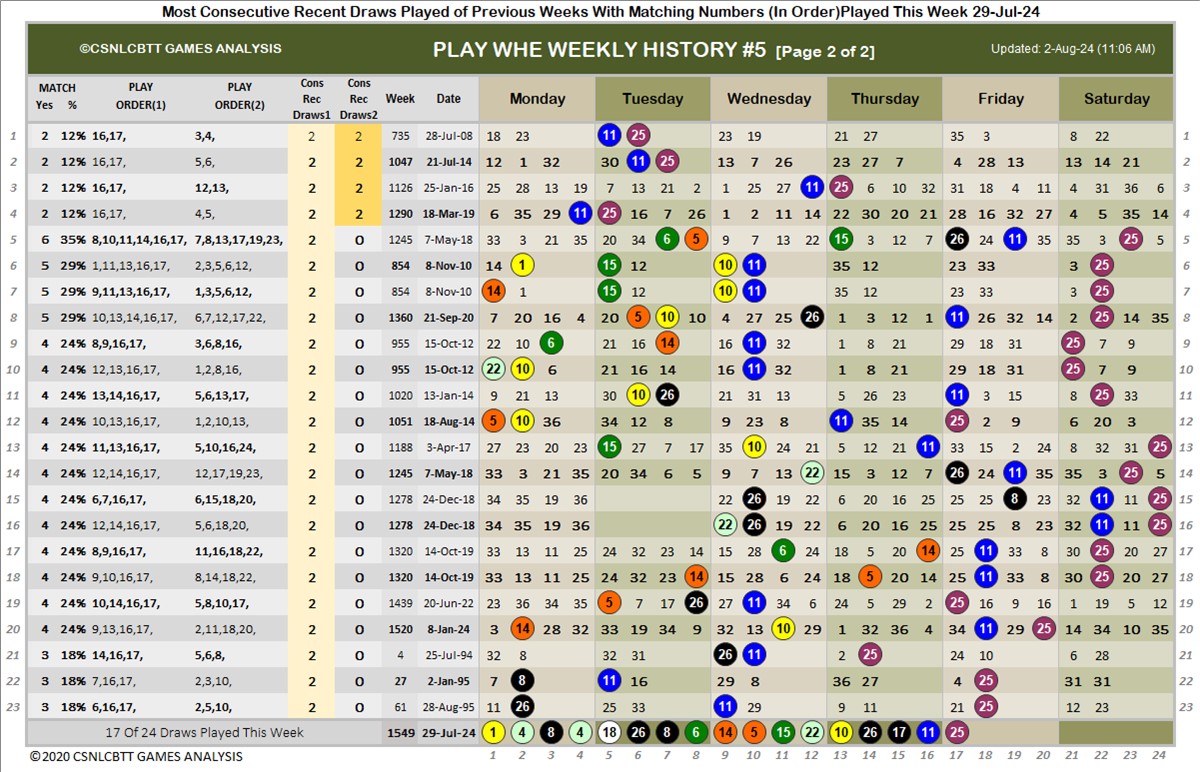 Most Consecutive Recent Draws Played of Previous Weeks With Matching Numbers (In Order)Played This Week 29-Jul-24
©CSNLCBTT GAMES ANALYSIS PLAY WHE WEEKLY HISTORY #5 [Page 2 of 2] Updated: 2-Aug-24 (11:06 AM)
MATCH Yes % PLAY ORDER(1) PLAY ORDER(2) Cons Rec Draws1 Cons Rec Draws2 Week Date Monday Tuesday Wednesday Thursday Friday Saturday
1 2 12% 16,17, 3,4, 2 2 735 28-Jul-08 18 23 11 25 23 19 21 27 35 3 8 22 1
2 2 12% 16,17, 5,6, 2 2 1047 21-Jul-14 12 1 32 30 11 25 13 7 26 23 27 7 4 28 13 13 14 21 2
3 2 12% 16,17, 12,13, 2 2 1126 25-Jan-16 25 28 13 19 7 13 21 2 1 25 27 11 25 6 10 32 31 18 4 11 4 31 36 6 3
4 2 12% 16,17, 4,5, 2 2 1290 18-Mar-19 6 35 29 11 25 16 7 26 1 2 11 14 22 30 20 21 28 16 32 27 4 5 35 14 4
5 6 35% 8,10,11,14,16,17, 7,8,13,17,19,23, 2 0 1245 7-May-18 33 3 21 35 20 34 6 5 9 7 13 22 15 3 12 7 26 24 11 35 35 3 25 5 5
6 5 29% 1,11,13,16,17, 2,3,5,6,12, 2 0 854 8-Nov-10 14 1 15 12 10 11 35 12 23 33 3 25 6
7 5 29% 9,11,13,16,17, 1,3,5,6,12, 2 0 854 8-Nov-10 14 1 15 12 10 11 35 12 23 33 3 25 7
8 5 29% 10,13,14,16,17, 6,7,12,17,22, 2 0 1360 21-Sep-20 7 20 16 4 20 5 10 10 4 27 25 26 1 3 12 1 11 26 32 14 2 25 14 35 8
9 4 24% 8,9,16,17, 3,6,8,16, 2 0 955 15-Oct-12 22 10 6 21 16 14 16 11 32 1 8 21 29 18 31 25 7 9 9
10 4 24% 12,13,16,17, 1,2,8,16, 2 0 955 15-Oct-12 22 10 6 21 16 14 16 11 32 1 8 21 29 18 31 25 7 9 10
11 4 24% 13,14,16,17, 5,6,13,17, 2 0 1020 13-Jan-14 9 21 13 30 10 26 21 31 13 5 26 23 11 3 15 8 25 33 11
12 4 24% 10,13,16,17, 1,2,10,13, 2 0 1051 18-Aug-14 5 10 36 34 12 8 9 23 8 11 35 14 25 2 9 6 20 3 12
13 4 24% 11,13,16,17, 5,10,16,24, 2 0 1188 3-Apr-17 27 23 20 23 15 27 7 17 35 10 24 21 5 12 21 11 33 15 2 24 8 32 31 25 13
14 4 24% 12,14,16,17, 12,17,19,23, 2 0 1245 7-May-18 33 3 21 35 20 34 6 5 9 7 13 22 15 3 12 7 26 24 11 35 35 3 25 5 14
15 4 24% 6,7,16,17, 6,15,18,20, 2 0 1278 24-Dec-18 34 35 19 36 22 26 19 22 6 20 16 25 25 25 8 23 32 11 11 25 15
16 4 24% 12,14,16,17, 5,6,18,20, 2 0 1278 24-Dec-18 34 35 19 36 22 26 19 22 6 20 16 25 25 25 8 23 32 11 11 25 16
17 4 24% 8,9,16,17, 11,16,18,22, 2 0 1320 14-Oct-19 33 13 11 25 24 32 23 14 15 28 6 24 18 5 20 14 25 11 33 8 30 25 20 27 17
18 4 24% 9,10,16,17, 8,14,18,22, 2 0 1320 14-Oct-19 33 13 11 25 24 32 23 14 15 28 6 24 18 5 20 14 25 11 33 8 30 25 20 27 18
19 4 24% 10,14,16,17, 5,8,10,17, 2 0 1439 20-Jun-22 23 36 34 35 5 7 17 26 27 11 34 6 24 5 29 2 25 16 9 16 1 19 5 12 19
20 4 24% 9,13,16,17, 2,11,18,20, 2 0 1520 8-Jan-24 3 14 28 32 33 19 34 9 32 13 10 29 1 32 36 4 34 11 29 25 14 34 10 35 20
21 3 18% 14,16,17, 5,6,8, 2 0 4 25-Jul-94 32 8 32 31 26 11 2 25 24 10 6 28 21
22 3 18% 7,16,17, 2,3,10, 2 0 27 2-Jan-95 7 8 11 16 29 8 36 27 4 25 31 31 22
23 3 18% 6,16,17, 2,5,10, 2 0 61 28-Aug-95 11 26 25 33 11 29 9 11 21 25 12 23 23
17 Of 24 Draws Played This Week 1549 29-Jul-24 1 4 8 4 18 26 8 6 14 5 15 22 10 26 17 11 25
©2020 CSNLCBTT GAMES ANALYSIS 1 2 3 4 5 6 7 8 9 10 11 12 13 14 15 16 17 18 19 20 21 22 23 24